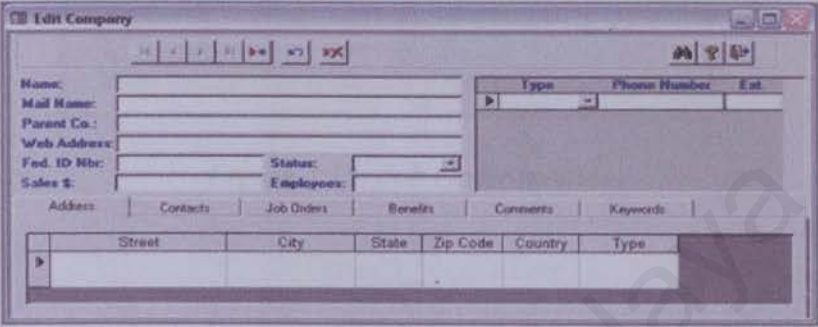 Edit Company
Name:
Mail Name:
Parent Co.:
Web Address:
Fed. ID Nbr: Status:
Sales $: Employees:
Type Phone Number Ext.
Address Contacts Job Orders Benefits Comments Keywords
Street City State Zip Code Country Type
laya